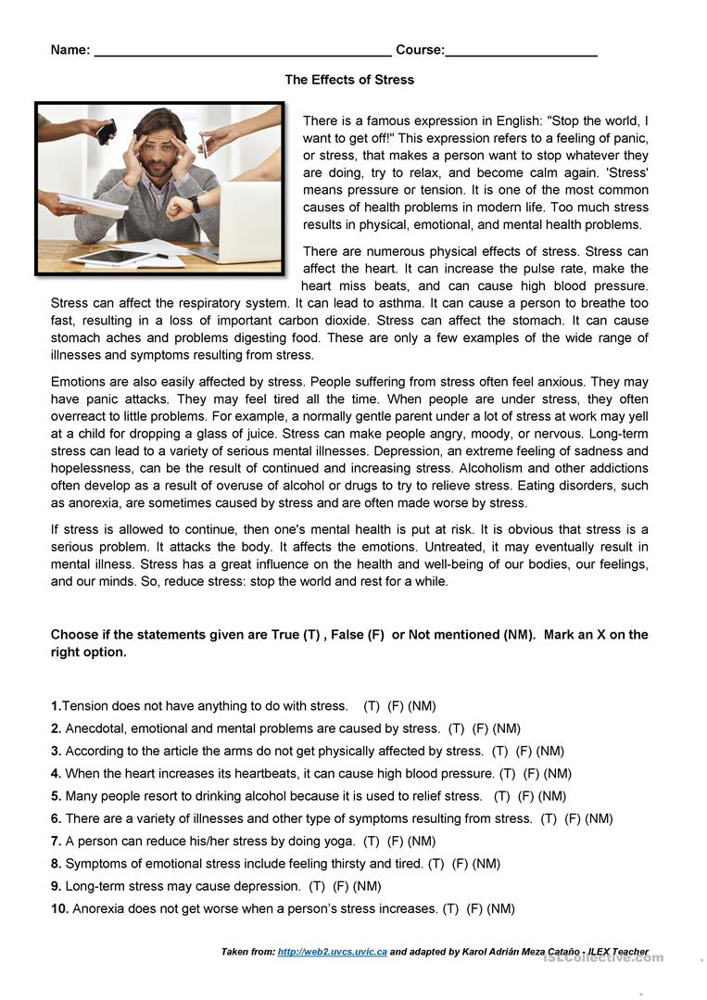 Name: ________________________________________ Course:____________________
The Effects of Stress
There is a famous expression in English: "Stop the world, I
want to get off!" This expression refers to a feeling of panic,
or stress, that makes a person want to stop whatever they
are doing, try to relax, and become calm again. 'Stress'
means pressure or tension. It is one of the most common
causes of health problems in modern life. Too much stress
results in physical, emotional, and mental health problems.
There are numerous physical effects of stress. Stress can
affect the heart. It can increase the pulse rate, make the
heart miss beats, and can cause high blood pressure.
Stress can affect the respiratory system. It can lead to asthma. It can cause a person to breathe too
fast, resulting in a loss of important carbon dioxide. Stress can affect the stomach. It can cause
stomach aches and problems digesting food. These are only a few examples of the wide range of
illnesses and symptoms resulting from stress.
Emotions are also easily affected by stress. People suffering from stress often feel anxious. They may
have panic attacks. They may feel tired all the time. When people are under stress, they often
overreact to little problems. For example, a normally gentle parent under a lot of stress at work may yell
at a child for dropping a glass of juice. Stress can make people angry, moody, or nervous. Long-term
stress can lead to a variety of serious mental illnesses. Depression, an extreme feeling of sadness and
hopelessness, can be the result of continued and increasing stress. Alcoholism and other addictions
often develop as a result of overuse of alcohol or drugs to try to relieve stress. Eating disorders, such
as anorexia, are sometimes caused by stress and are often made worse by stress.
If stress is allowed to continue, then one's mental health is put at risk. It is obvious that stress is a
serious problem. It attacks the body. It affects the emotions. Untreated, it may eventually result in
mental illness. Stress has a great influence on the health and well-being of our bodies, our feelings,
and our minds. So, reduce stress: stop the world and rest for a while.
Choose if the statements given are True (T) , False (F) or Not mentioned (NM). Mark an X on the
right option.
1.Tension does not have anything to do with stress. (T) (F) (NM)
2. Anecdotal, emotional and mental problems are caused by stress. (T) (F) (NM)
3. According to the article the arms do not get physically affected by stress. (T) (F) (NM)
4. When the heart increases its heartbeats, it can cause high blood pressure. (T) (F) (NM)
5. Many people resort to drinking alcohol because it is used to relief stress. (T) (F) (NM)
6. There are a variety of illnesses and other type of symptoms resulting from stress. (T) (F) (NM)
7. A person can reduce his/her stress by doing yoga. (T) (F) (NM)
8. Symptoms of emotional stress include feeling thirsty and tired. (T) (F) (NM)
9. Long-term stress may cause depression. (T) (F) (NM)
10. Anorexia does not get worse when a person's stress increases. (T) (F) (NM)
Taken from: http://web2.uvcs.uvic.ca and adapted by Karol Adrián Meza Cataño - ILEX Teacher
iSLCollective.com